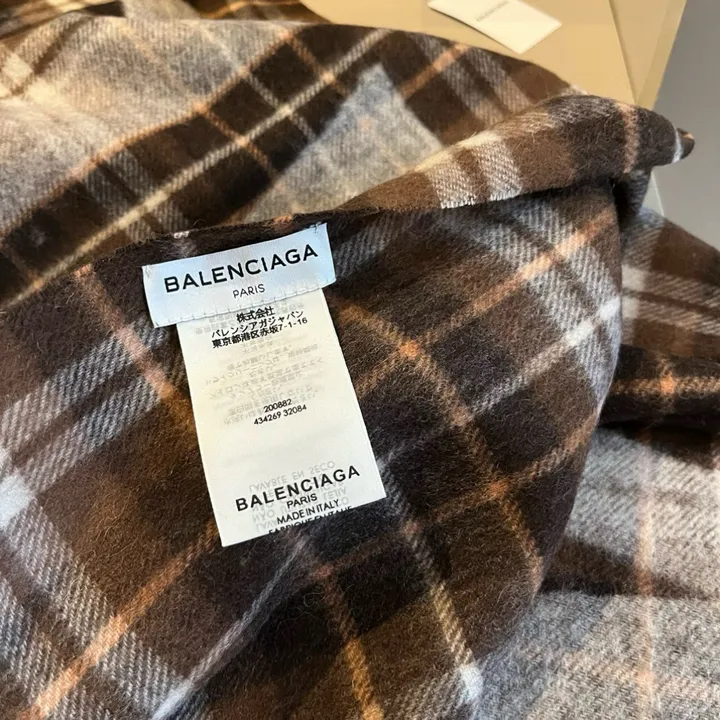 BALENCIAGA
BALENCIAGA
PARIS
株式会社
バレンシアガジャパン
東京都港区赤坂7-1-16
200882
434269 32084
BALENCIAGA
PARIS
MADE IN ITALY